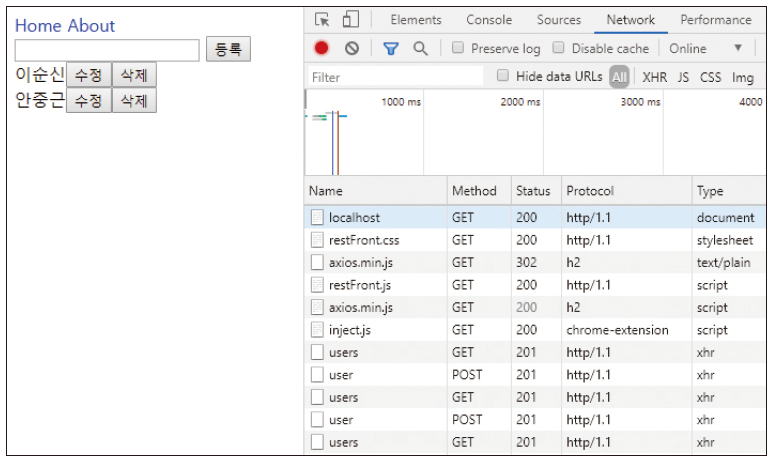 Home About
등록
이순신 수정 삭제
안중근 수정 삭제
Elements Console Sources Network Performance
Preserve log Disable cache Online ▼
Filter Hide data URLs All XHR JS CSS Img
1000 ms 2000 ms 3000 ms 4000
Name Method Status Protocol Type
localhost GET 200 http/1.1 document
restFront.css GET 200 http/1.1 stylesheet
axios.min.js GET 302 h2 text/plain
restFront.js GET 200 http/1.1 script
axios.min.js GET 200 h2 script
inject.js GET 200 chrome-extension script
users GET 201 http/1.1 xhr
user POST 201 http/1.1 xhr
users GET 201 http/1.1 xhr
user POST 201 http/1.1 xhr
users GET 201 http/1.1 xhr